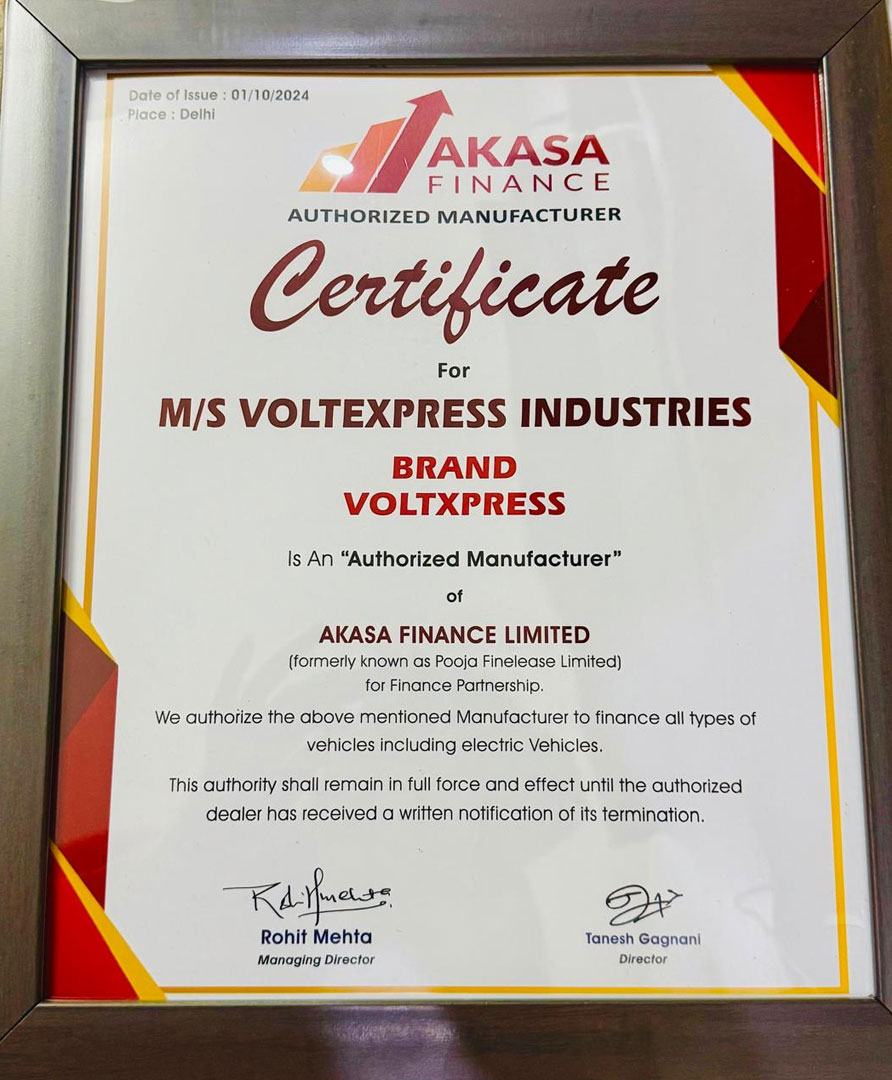 Date of Issue : 01/10/2024
Place : Delhi
AKASA
FINANCE
AUTHORIZED MANUFACTURER
Certificate
For
M/S VOLTEXPRESS INDUSTRIES
BRAND
VOLTXPRESS
Is An “Authorized Manufacturer”
of
AKASA FINANCE LIMITED
(formerly known as Pooja Finelease Limited)
for Finance Partnership.
We authorize the above mentioned Manufacturer to finance all types of
vehicles including electric Vehicles.
This authority shall remain in full force and effect until the authorized
dealer has received a written notification of its termination.
Rohit Mehta
Managing Director
Tanesh Gagnani
Director